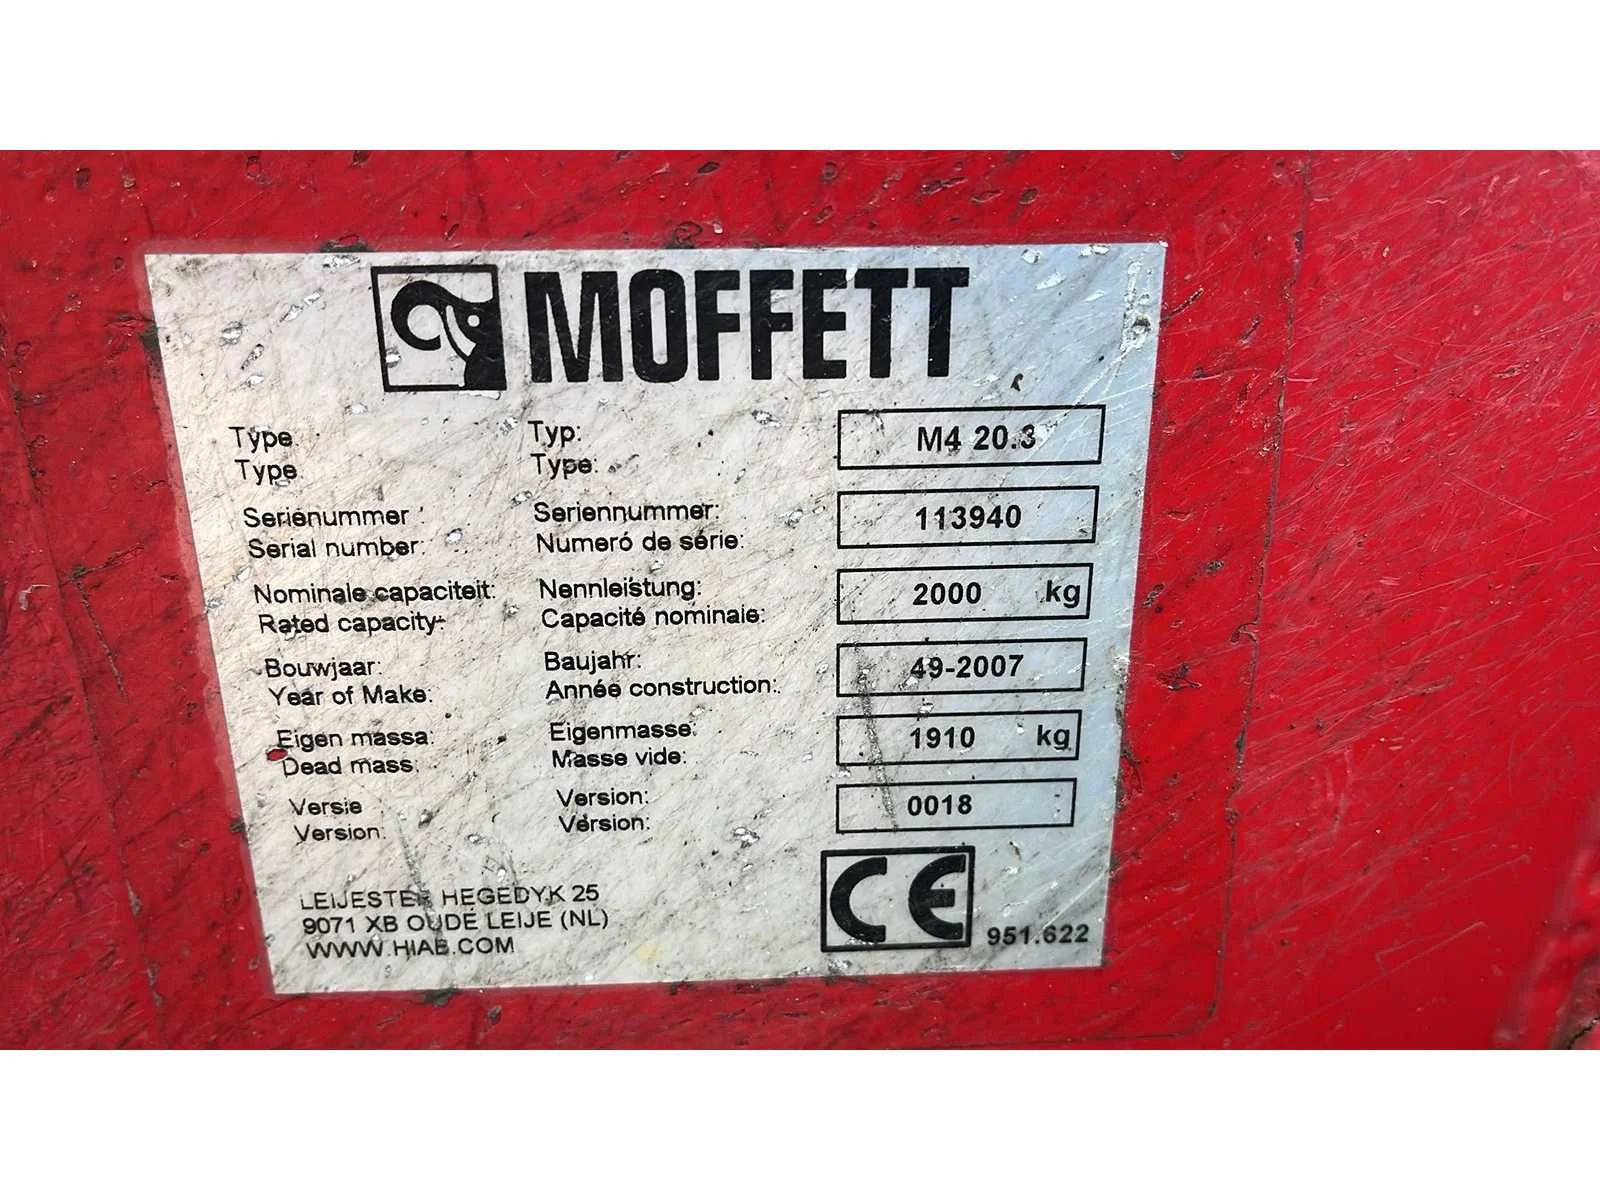 MOFFETT
Type: Typ: M4 20.3
Type Type:
Serienummer: Seriennummer: 113940
Serial number: Numeró de série:
Nominale capaciteit: Nennleistung: 2000 kg
Rated capacity: Capacité nominale:
Bouwjaar: Baujahr: 49-2007
Year of Make: Année construction:
Eigen massa: Eigenmasse: 1910 kg
Dead mass: Masse vide:
Versie Version: 0018
Version: Version:
LEIJESTER HEGEDYK 25
9071 XB OUDE LEIJE (NL)
WWW.HIAB.COM
CE 951.622